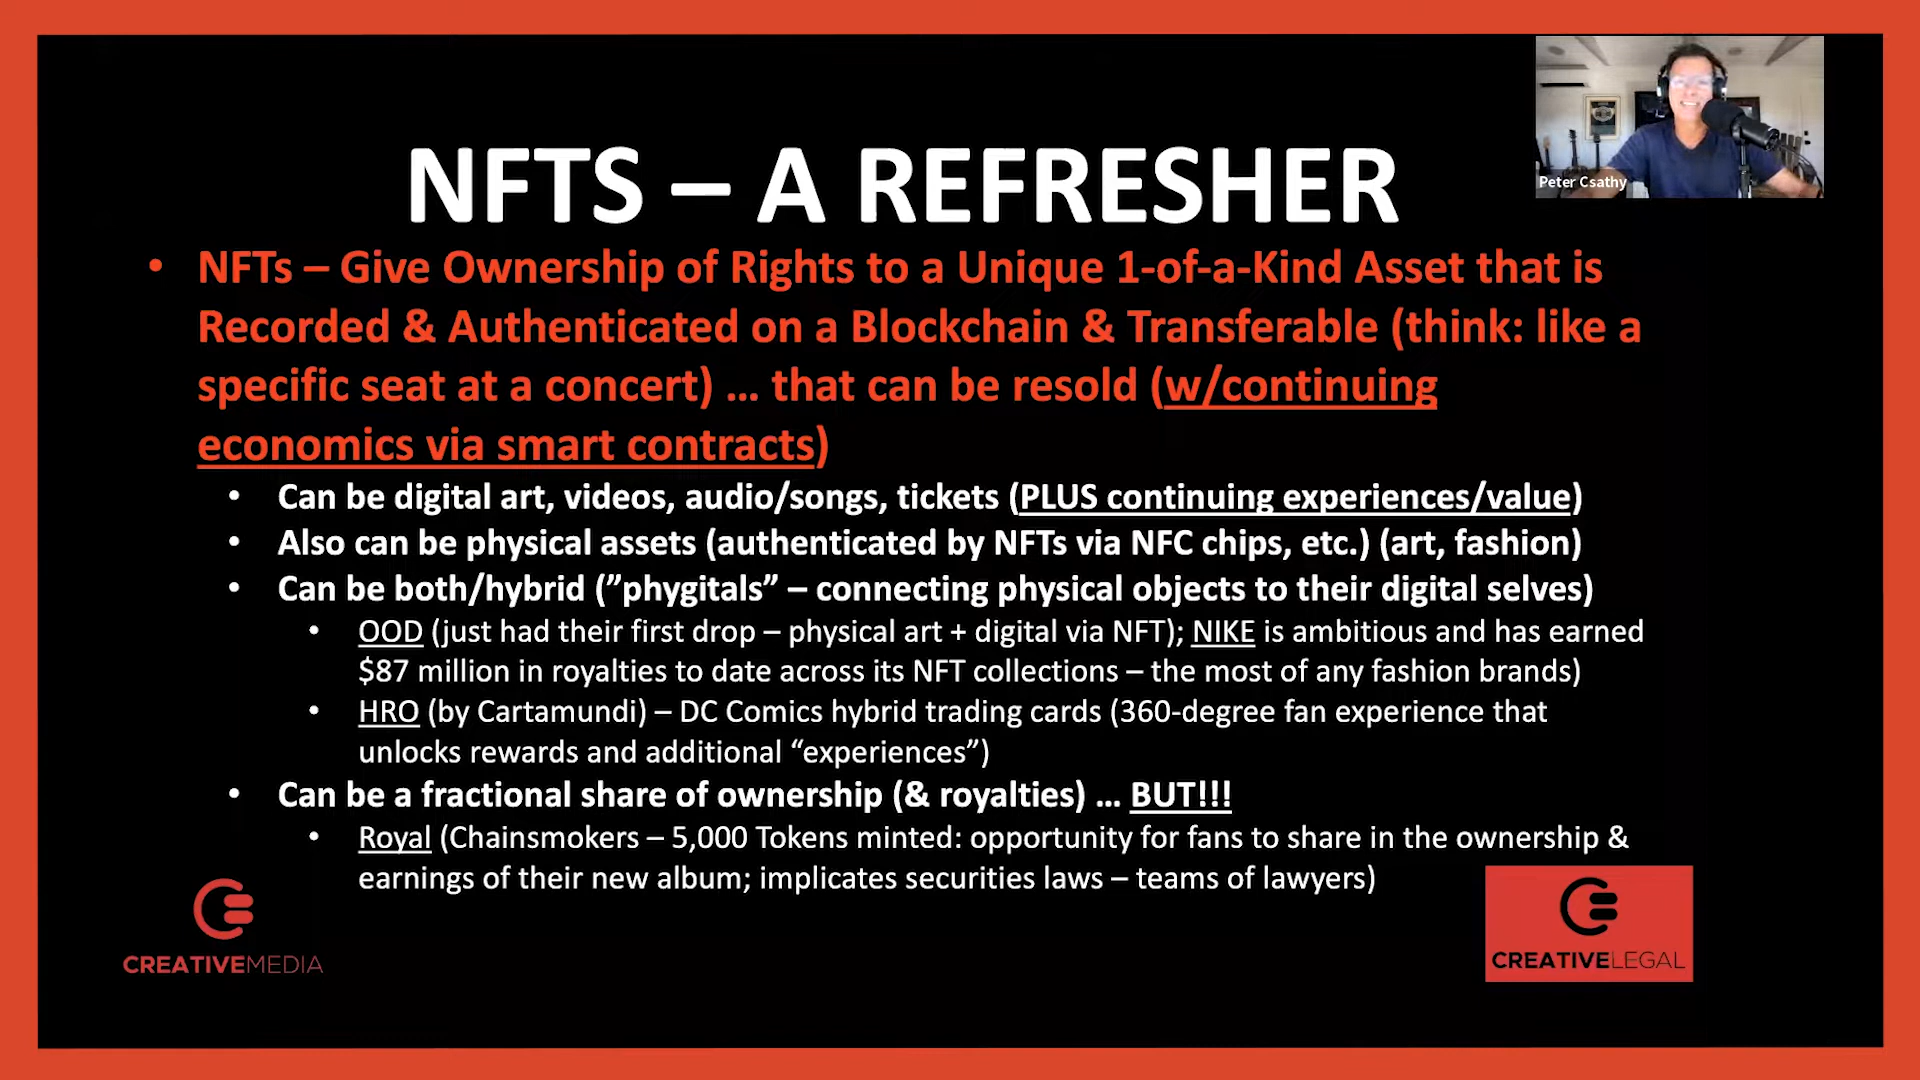 Peter Csathy
NFTS – A REFRESHER
• NFTs – Give Ownership of Rights to a Unique 1-of-a-Kind Asset that is
Recorded & Authenticated on a Blockchain & Transferable (think: like a
specific seat at a concert) … that can be resold (w/continuing
economics via smart contracts)
• Can be digital art, videos, audio/songs, tickets (PLUS continuing experiences/value)
• Also can be physical assets (authenticated by NFTs via NFC chips, etc.) (art, fashion)
• Can be both/hybrid (”phygitals” – connecting physical objects to their digital selves)
• OOD (just had their first drop – physical art + digital via NFT); NIKE is ambitious and has earned
$87 million in royalties to date across its NFT collections – the most of any fashion brands)
• HRO (by Cartamundi) – DC Comics hybrid trading cards (360-degree fan experience that
unlocks rewards and additional “experiences”)
• Can be a fractional share of ownership (& royalties) … BUT!!!
• Royal (Chainsmokers – 5,000 Tokens minted: opportunity for fans to share in the ownership &
earnings of their new album; implicates securities laws – teams of lawyers)
CREATIVEMEDIA
CREATIVELEGAL